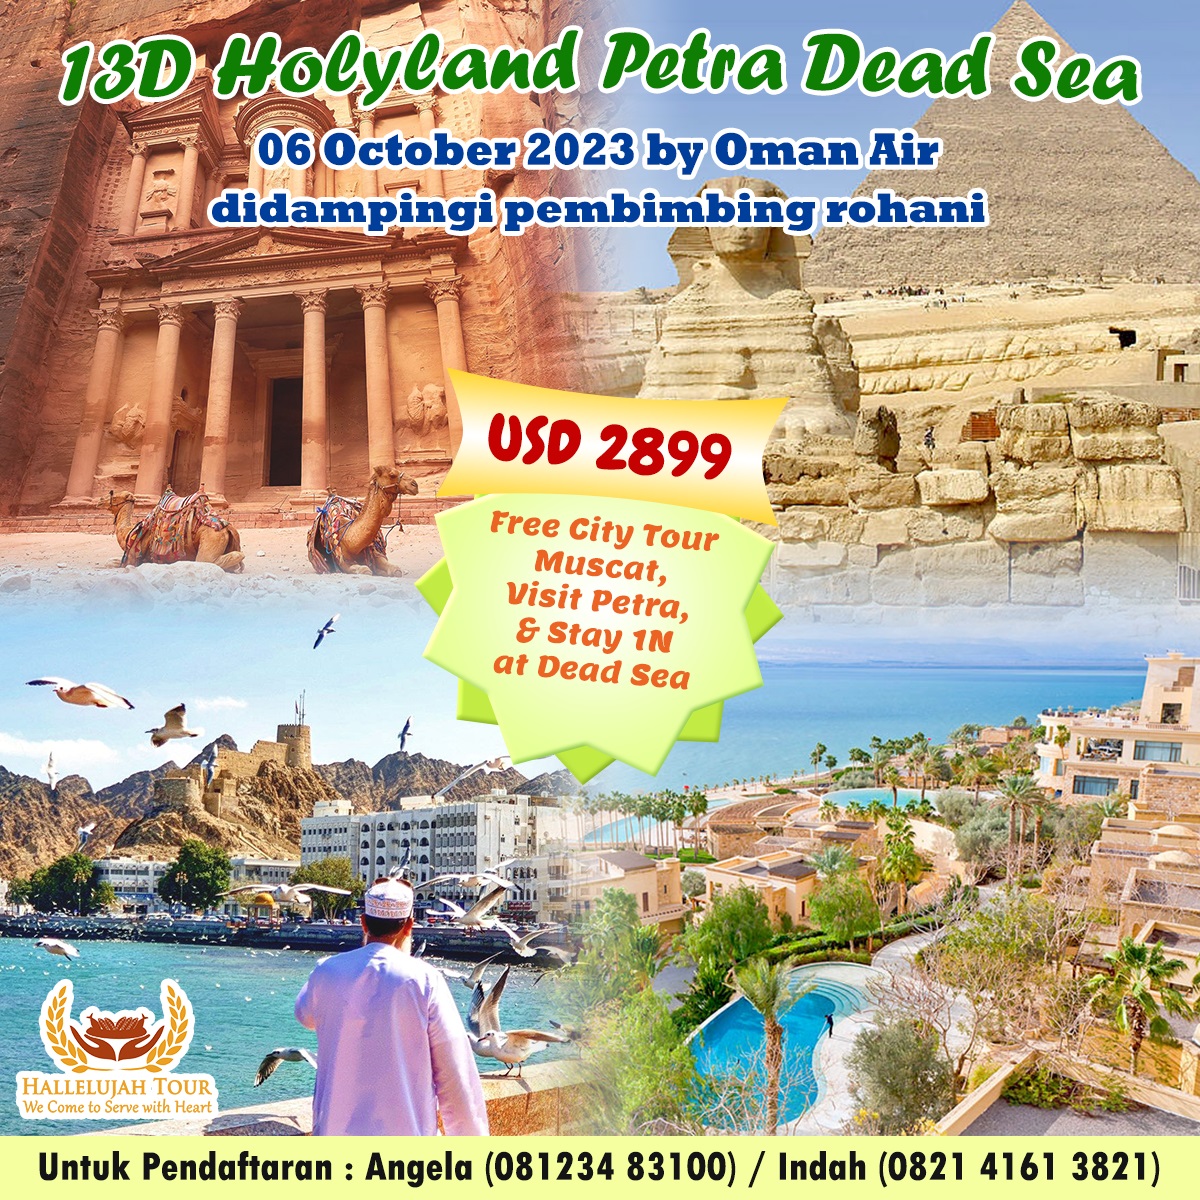 13D Holyland Petra Dead Sea
06 October 2023 by Oman Air
didampingi pembimbing rohani
USD 2899
Free City Tour
Muscat,
Visit Petra,
& Stay 1N
at Dead Sea
HALLELUJAH TOUR
We Come to Serve with Heart
Untuk Pendaftaran : Angela (081234 83100) / Indah (0821 4161 3821)